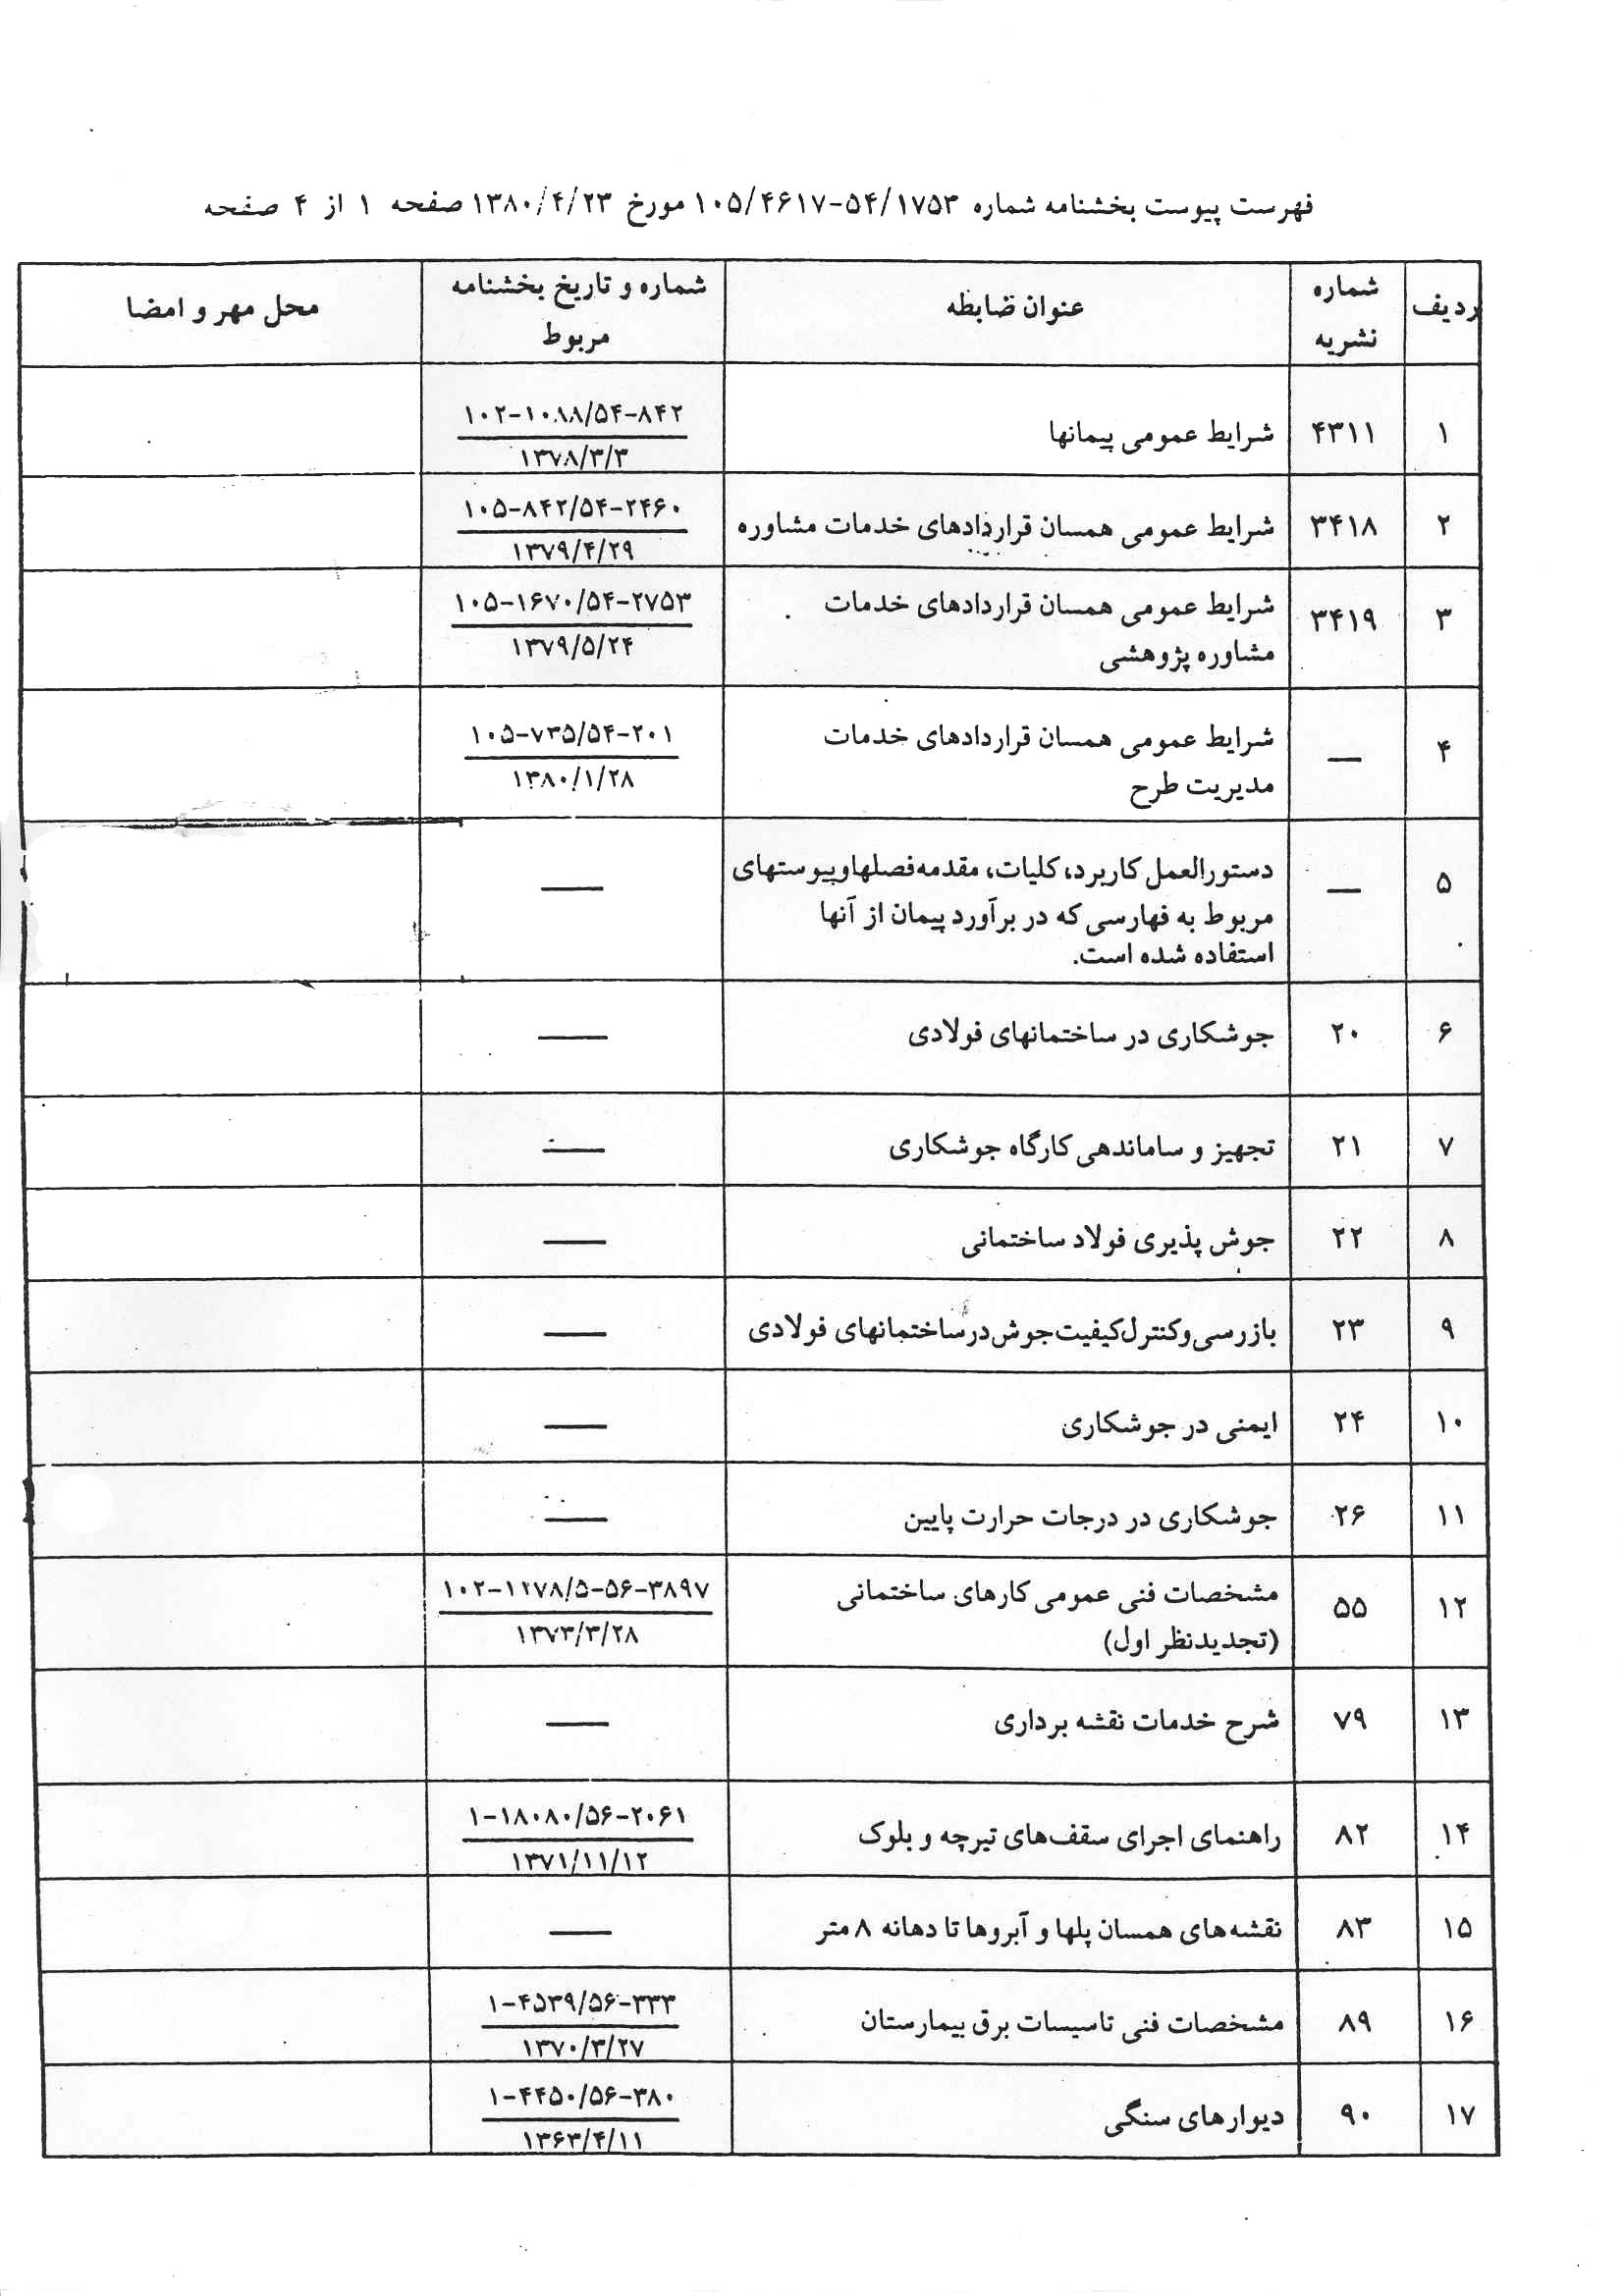 فهرست پیوست بخشنامه شماره ۱۰۵/۴۶۱۷-۵۴/۱۷۵۳ مورخ ۱۳۸۰/۴/۲۳ صفحه ۱ از ۴ صفحه
ردیف
شماره
نشریه
عنوان ضابطه
شماره و تاریخ بخشنامه
مربوط
محل مهر و امضا
۱
۴۳۱۱
شرایط عمومی پیمانها
۱۰۲-۱۰۸۸/۵۴-۸۴۲
۱۳۷۸/۳/۳
۲
۳۴۱۸
شرایط عمومی همسان قراردادهای خدمات مشاوره
۱۰۵-۸۴۲/۵۴-۲۴۶۰
۱۳۷۹/۴/۲۹
۳
۳۴۱۹
شرایط عمومی همسان قراردادهای خدمات
مشاوره پژوهشی
۱۰۵-۱۶۷۰/۵۴-۲۷۵۳
۱۳۷۹/۵/۲۴
۴
—
شرایط عمومی همسان قراردادهای خدمات
مدیریت طرح
۱۰۵-۷۳۵/۵۴-۲۰۱
۱۳۸۰/۱/۲۸
۵
—
دستورالعمل کاربرد، کلیات، مقدمه فصلها و پیوستهای
مربوط به فهارسی که در برآورد پیمان از آنها
استفاده شده است.
—
۶
۲۰
جوشکاری در ساختمانهای فولادی
—
۷
۲۱
تجهیز و ساماندهی کارگاه جوشکاری
—
۸
۲۲
جوش پذیری فولاد ساختمانی
—
۹
۲۳
بازرسی و کنترل کیفیت جوش در ساختمانهای فولادی
—
۱۰
۲۴
ایمنی در جوشکاری
—
۱۱
۲۶
جوشکاری در درجات حرارت پایین
—
۱۲
۵۵
مشخصات فنی عمومی کارهای ساختمانی
(تجدیدنظر اول)
۱۰۲-۱۲۷۸/۵-۵۶-۳۸۹۷
۱۳۷۳/۳/۲۸
۱۳
۷۹
شرح خدمات نقشه برداری
—
۱۴
۸۲
راهنمای اجرای سقف‌های تیرچه و بلوک
۱-۱۸۰۸۰/۵۶-۲۰۶۱
۱۳۷۱/۱۱/۱۲
۱۵
۸۳
نقشه‌های همسان پلها و آبروها تا دهانه ۸ متر
—
۱۶
۸۹
مشخصات فنی تاسیسات برق بیمارستان
۱-۴۵۳۹/۵۶-۳۳۳
۱۳۷۰/۳/۲۷
۱۷
۹۰
دیوارهای سنگی
۱-۴۴۵۰/۵۶-۳۸۰
۱۳۶۳/۴/۱۱